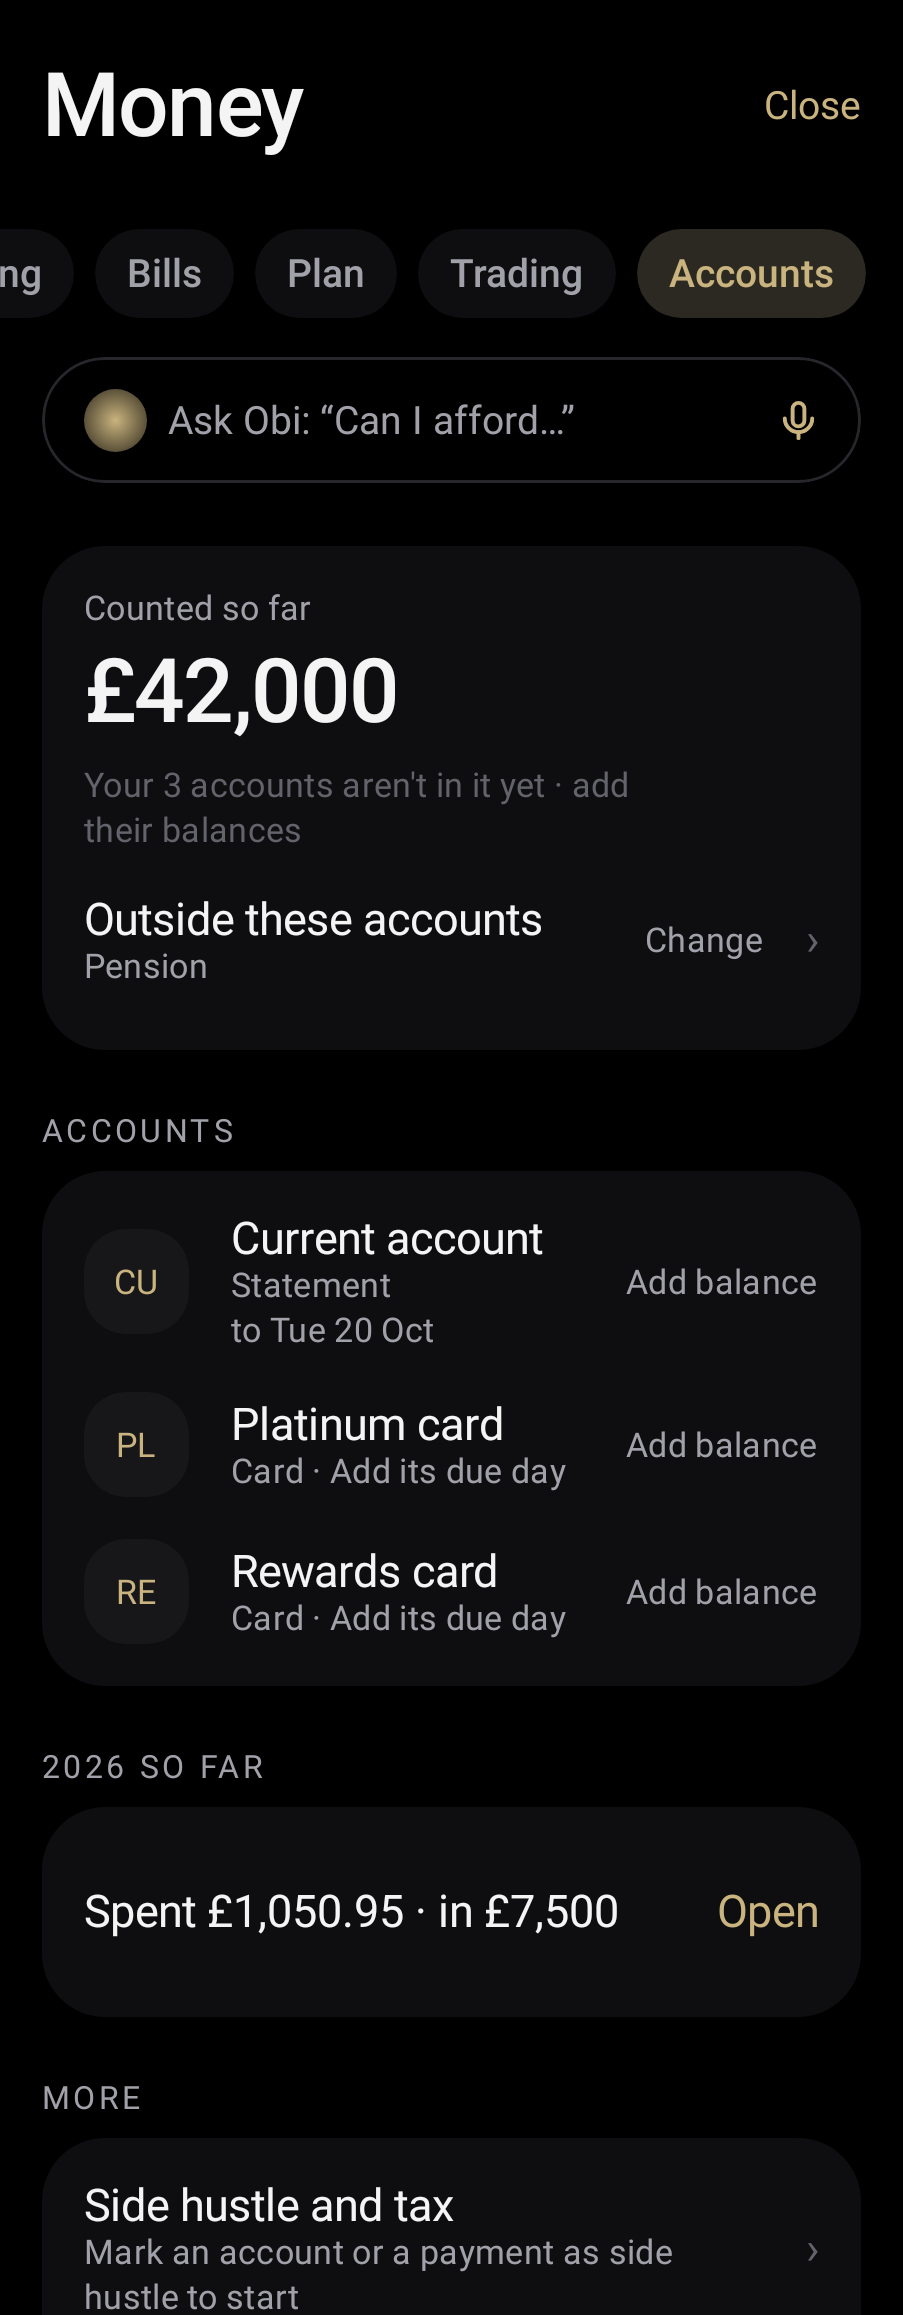 Money
Close
ng
Bills
Plan
Trading
Accounts
Ask Obi: “Can I afford...”
Counted so far
£42,000
Your 3 accounts aren't in it yet · add
their balances
Outside these accounts
Pension
Change ›
ACCOUNTS
CU
Current account
Statement
to Tue 20 Oct
Add balance
PL
Platinum card
Card · Add its due day
Add balance
RE
Rewards card
Card · Add its due day
Add balance
2026 SO FAR
Spent £1,050.95 · in £7,500
Open
MORE
Side hustle and tax
Mark an account or a payment as side
hustle to start
›